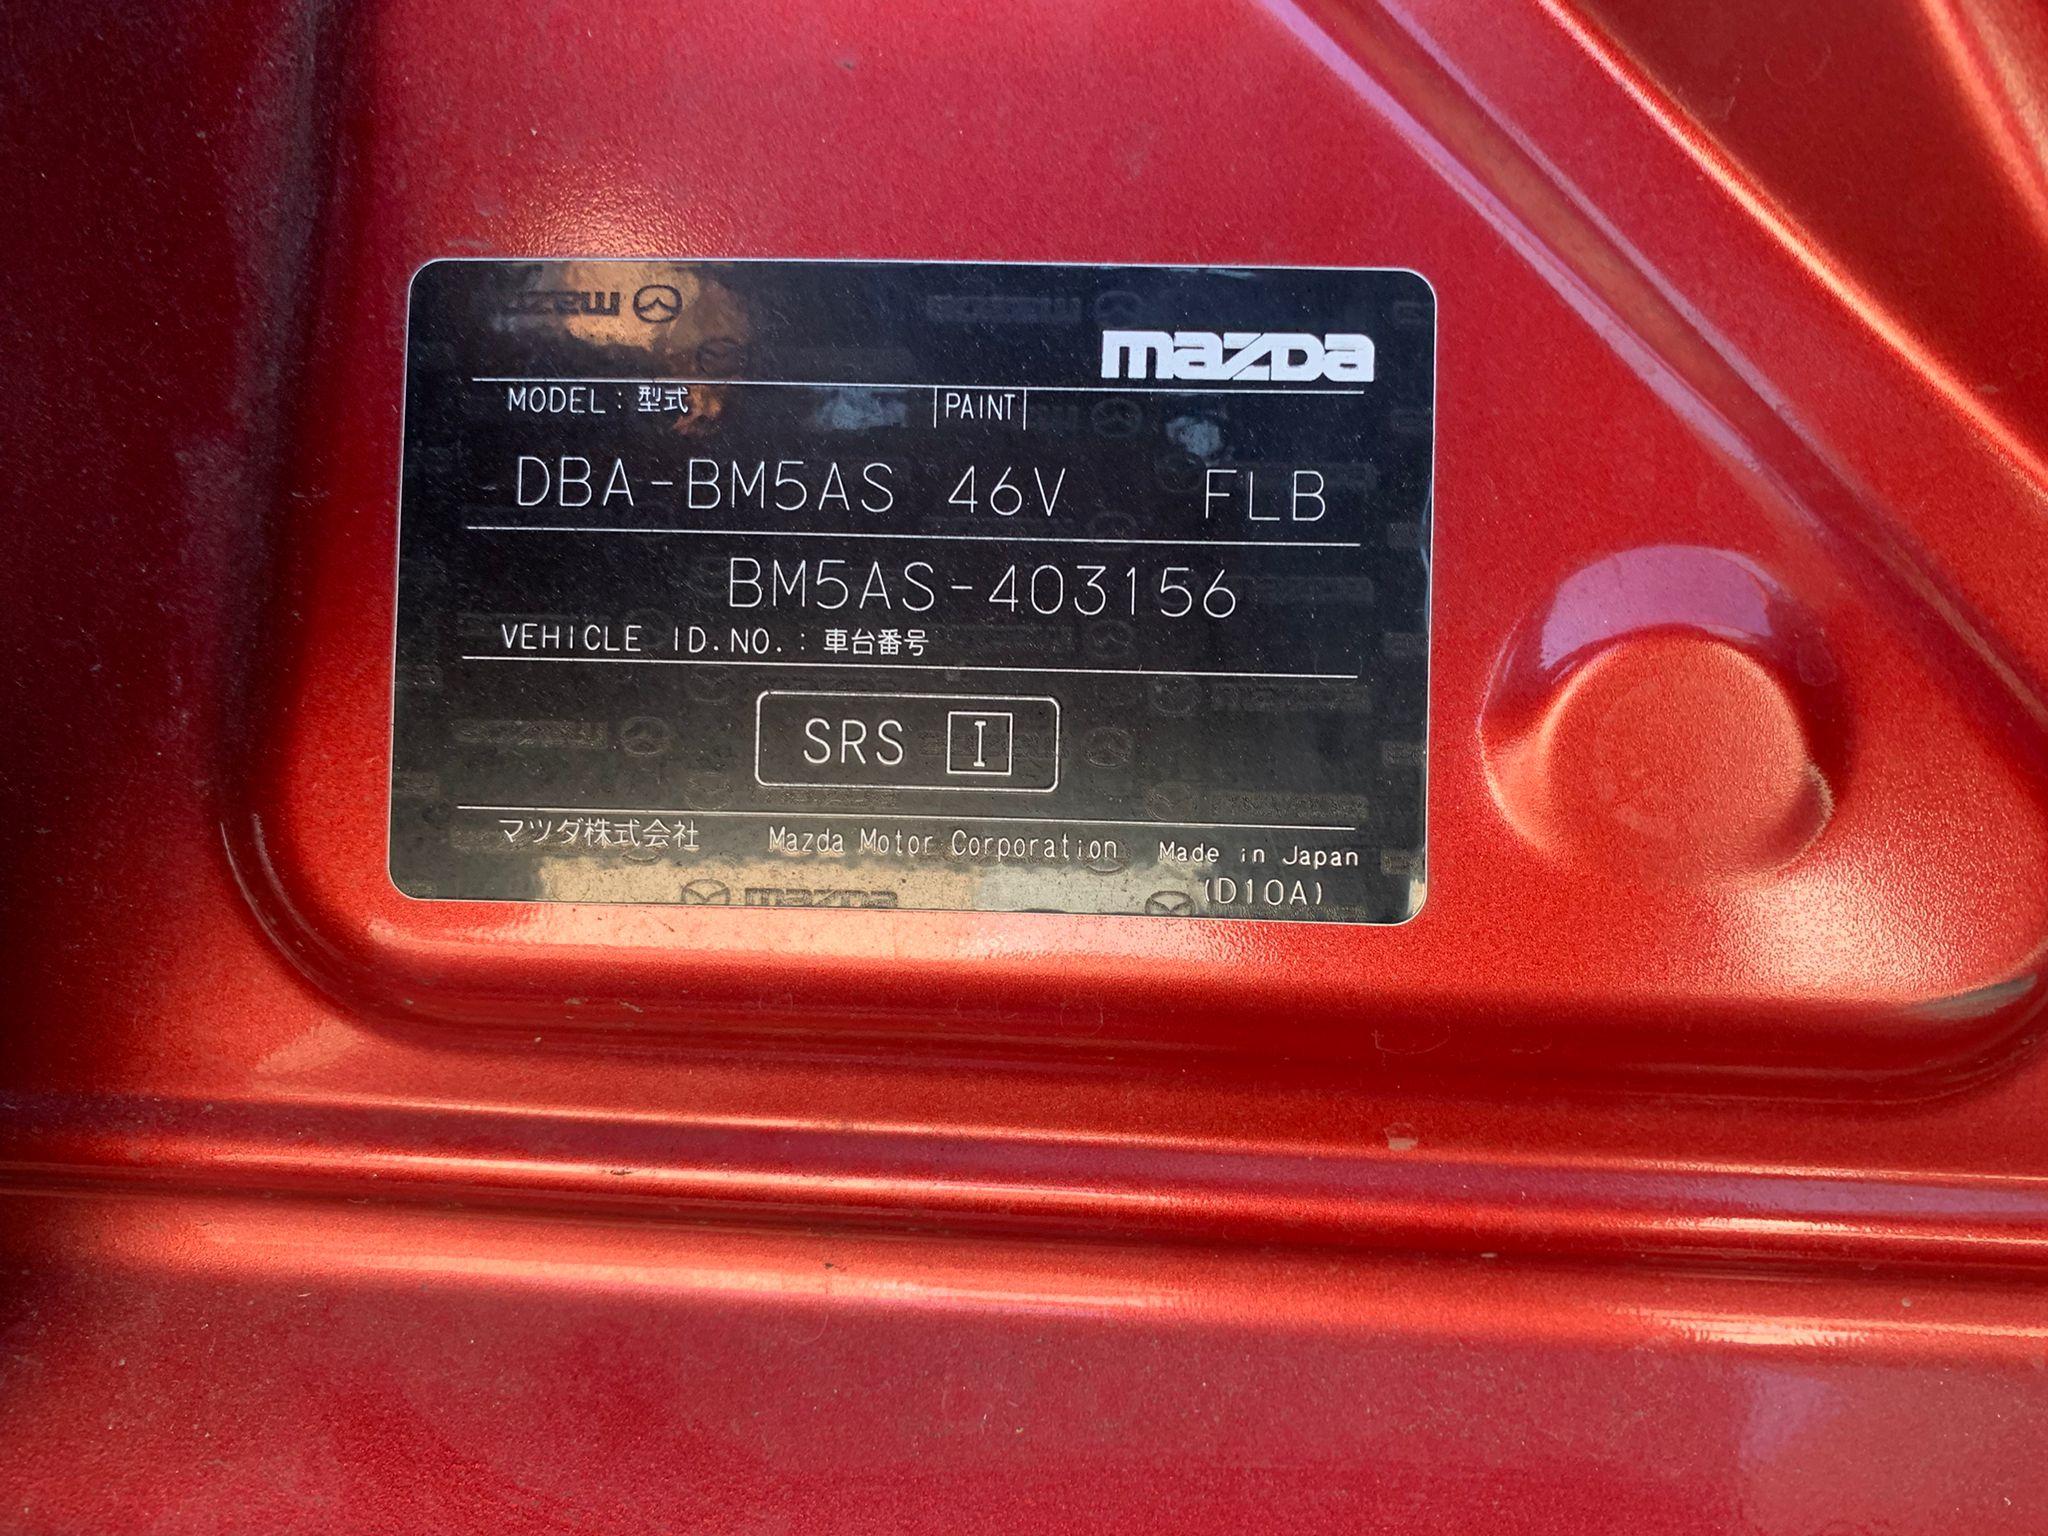 mazda
MODEL: 型式 PAINT
DBA-BM5AS 46V FLB
BM5AS-403156
VEHICLE ID.NO.: 車台番号
SRS I
マツダ株式会社 Mazda Motor Corporation Made in Japan
(D10A)